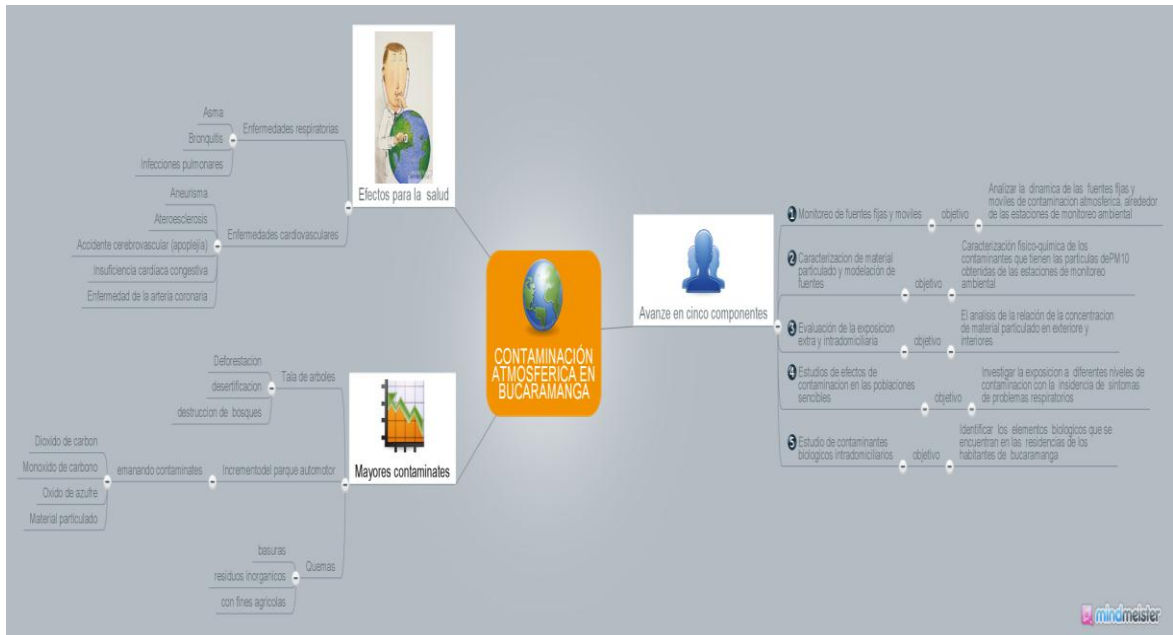 Efectos para la salud
Enfermedades respiratorias
Asma
Bronquitis
Infecciones pulmonares
Enfermedades cardiovasculares
Aneurisma
Ateroesclerosis
Accidente cerebrovascular (apoplejía)
Insuficiencia cardíaca congestiva
Enfermedad de la arteria coronaria
CONTAMINACIÓN
ATMOSFERICA EN
BUCARAMANGA
Mayores contaminates
Tala de arboles
Deforestacion
desertificacion
destruccion de bosques
Incrementodel parque automotor
emanando contaminates
Dioxido de carbon
Monoxido de carbono
Oxido de azufre
Material particulado
Quemas
basuras
residuos inorganicos
con fines agricolas
Avanze en cinco componentes
1 Monitoreo de fuentes fijas y moviles
objetivo
Analizar la dinamica de las fuentes fijas y
moviles de contaminacion atmosferica, alrededor
de las estaciones de monitoreo ambiental
2 Caracterizacion de material
particulado y modelación de
fuentes
objetivo
Caracterización fisico-quimica de los
contaminantes que tienen las particulas dePM10
obtenidas de las estaciones de monitoreo
ambiental
3 Evaluación de la exposicion
extra y intradomiciliaria
objetivo
El analisis de la relación de la concentracion
de material particulado en exteriore y
interiores
4 Estudios de efectos de
contaminacion en las pobliaciones
sencibles
objetivo
Investigar la exposicion a diferentes niveles de
contaminacion con la insidencia de sintomas
de problemas respiratorios
5 Estudio de contaminantes
biologicos intradomiciliarios
objetivo
Identificar los elementos biologicos que se
encuentran en las residencias de los
habitantes de bucaramanga
mindmeister